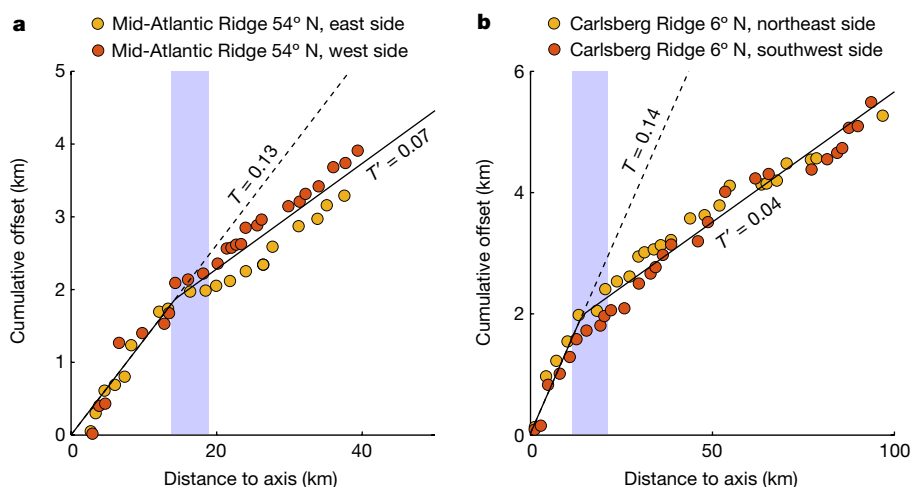 a
Mid-Atlantic Ridge 54° N, east side
Mid-Atlantic Ridge 54° N, west side
5
4
3
2
1
0
0
20
40
Cumulative offset (km)
Distance to axis (km)
T = 0.13
T′ = 0.07
b
Carlsberg Ridge 6° N, northeast side
Carlsberg Ridge 6° N, southwest side
6
4
2
0
0
50
100
Cumulative offset (km)
Distance to axis (km)
T = 0.14
T′ = 0.04